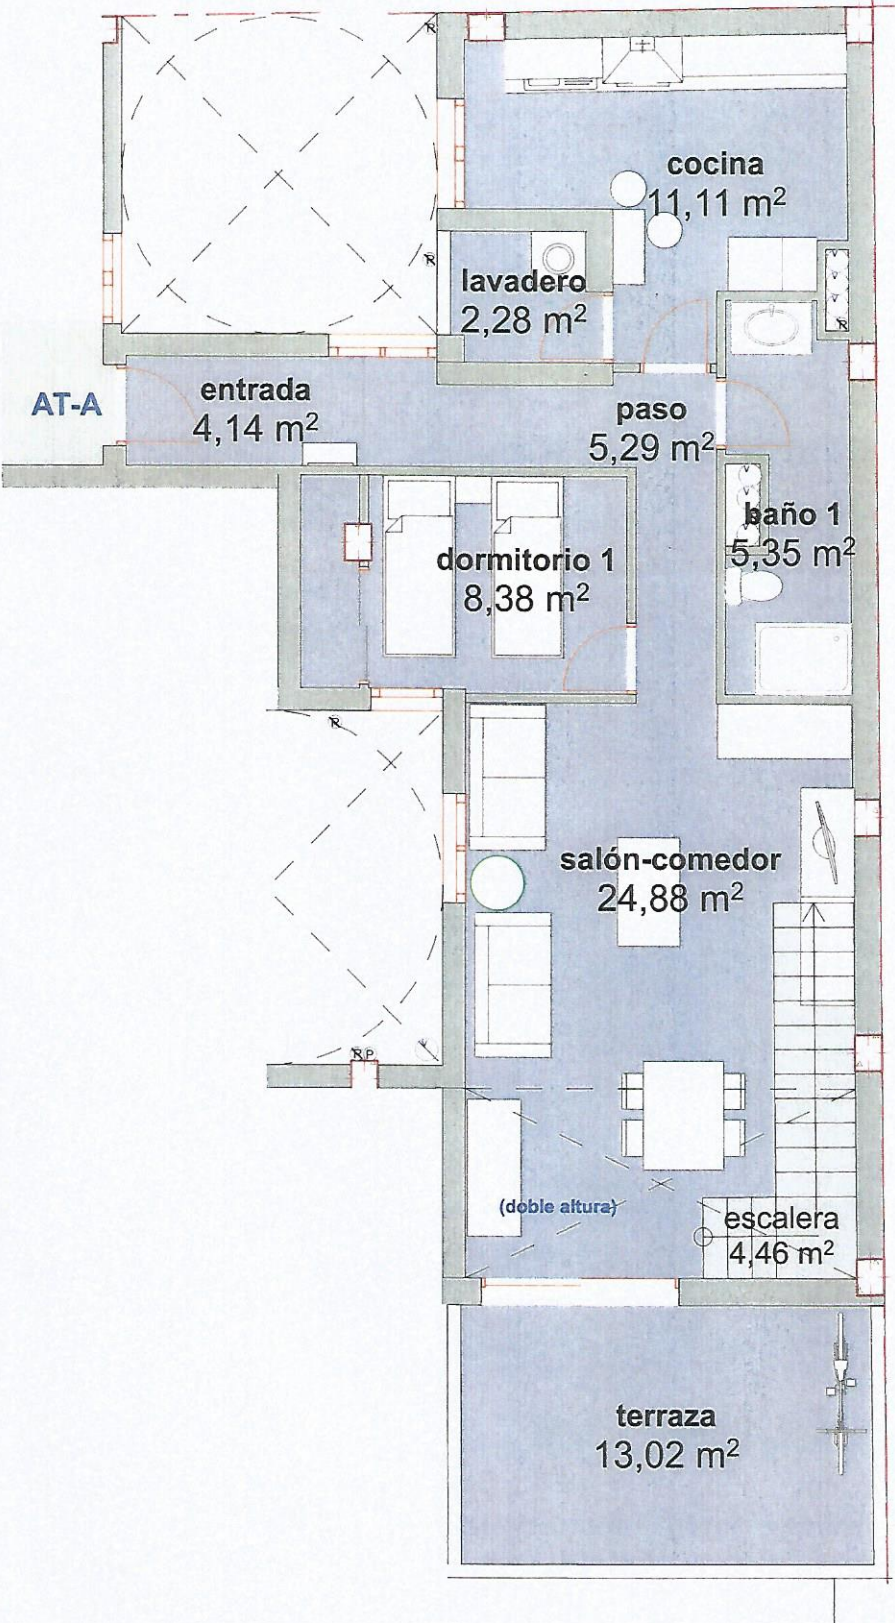 R
cocina
11,11 m²
R
lavadero
2,28 m²
R
AT-A
entrada
4,14 m²
paso
5,29 m²
baño 1
5,35 m²
dormitorio 1
8,38 m²
R
salón-comedor
24,88 m²
RP
(doble altura)
escalera
4,46 m²
terraza
13,02 m²